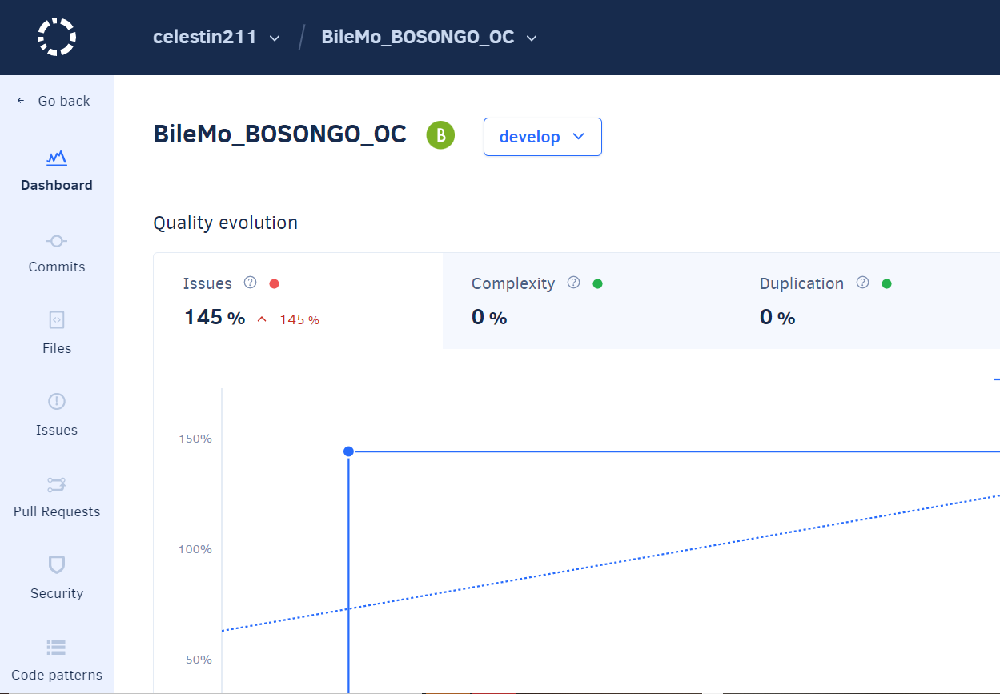 celestin211 / BileMo_BOSONGO_OC
Go back
BileMo_BOSONGO_OC B develop
Dashboard
Quality evolution
Commits
Issues ? Complexity ? Duplication ?
145 % 145 % 0 % 0 %
Files
Issues
150%
Pull Requests
100%
Security
50%
Code patterns